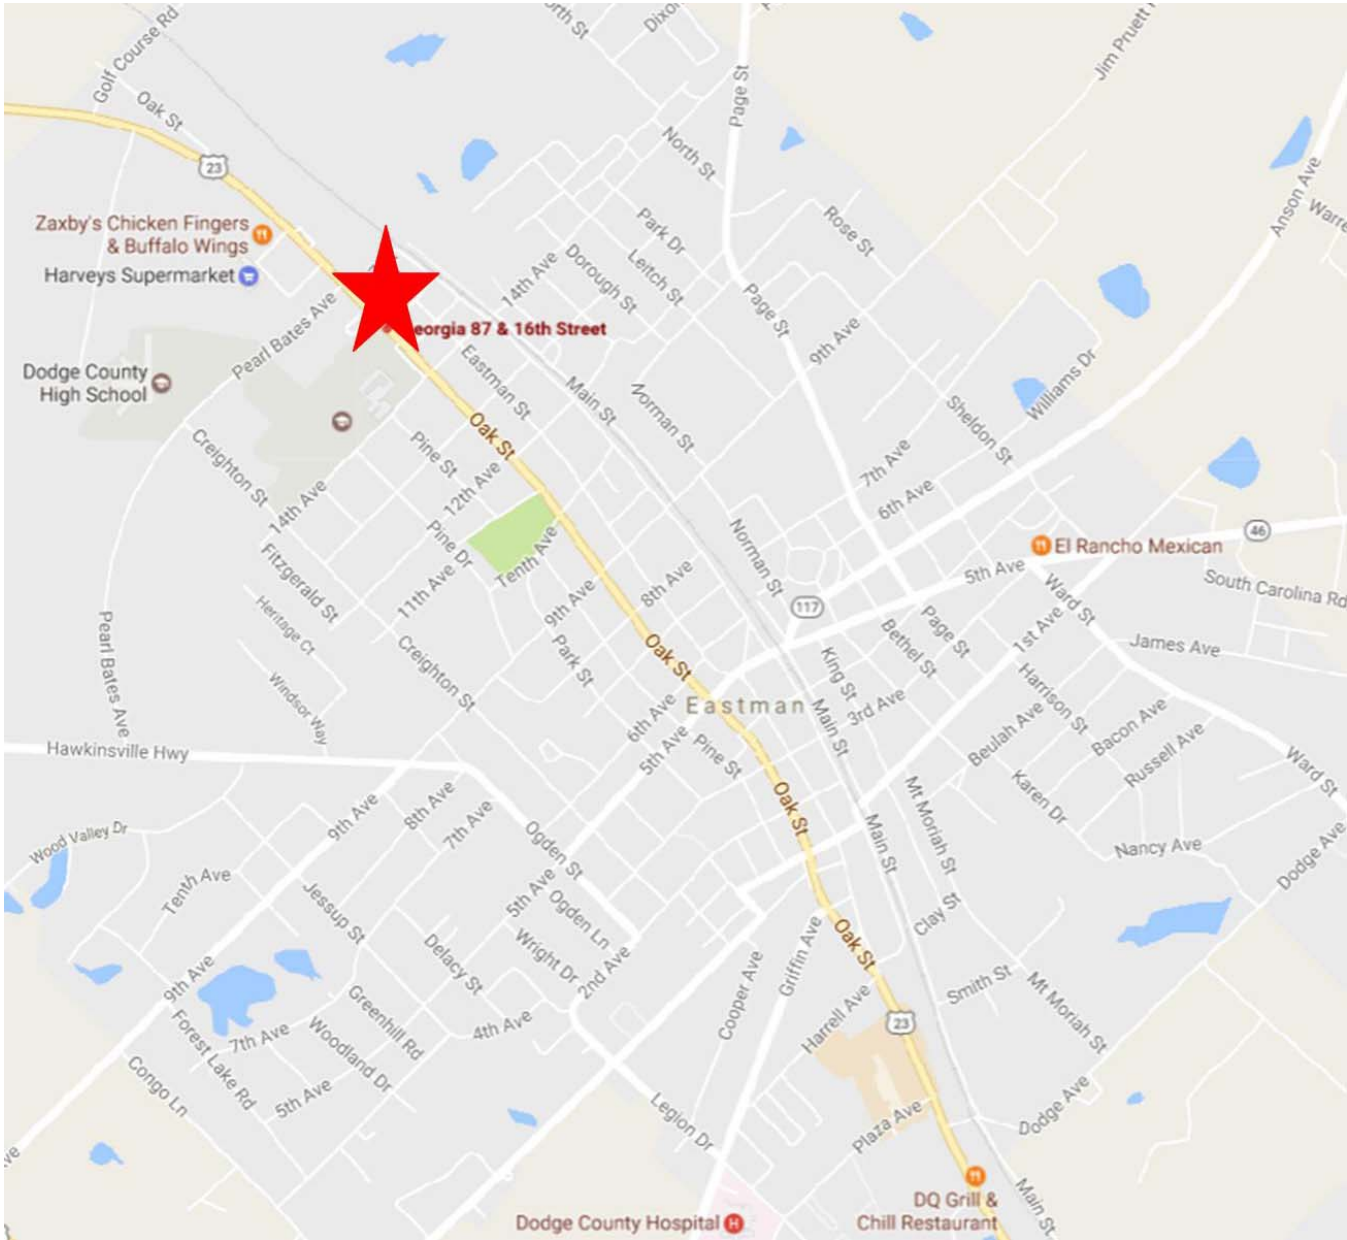 Golf Course Rd
Oak St
23
Dixon
Page St
Jim Pruett
North St
Anson Ave
Zaxby's Chicken Fingers
& Buffalo Wings
Harveys Supermarket
Park Dr
Rose St
Leitch St
Dorough St
14th Ave
Page St
9th Ave
Pearl Bates Ave
eorgia 87 & 16th Street
Dodge County
High School
Eastman St
Main St
Norman St
Williams Dr
Sheldon St
Oak St
Pine St
12th Ave
Creighton St
14th Ave
7th Ave
6th Ave
Pine Dr
Tenth Ave
11th Ave
Fitzgerald St
Heritage Ct
Norman St
46
El Rancho Mexican
5th Ave
South Carolina Rd
8th Ave
9th Ave
117
Ward St
1st Ave
Page St
Bethel St
James Ave
Pearl Bates Ave
Creighton St
Park St
Oak St
King St
Windsor Way
Eastman
3rd Ave
Main St
Harrison St
6th Ave
5th Ave
Pine St
Beulah Ave
Bacon Ave
Russell Ave
Hawkinsville Hwy
Ward St
Karen Dr
Oak St
Mt Moriah St
9th Ave
8th Ave
7th Ave
Ogden St
Main St
Wood Valley Dr
Nancy Ave
Dodge Ave
Tenth Ave
Jessup St
5th Ave
Ogden Ln
Clay St
Delacy St
Wright Dr
2nd Ave
Oak St
Griffin Ave
Cooper Ave
9th Ave
Smith St
Mt Moriah St
Greenhill Rd
4th Ave
Harrell Ave
23
7th Ave
Woodland Dr
Forest Lake Rd
5th Ave
Congo Ln
Legion Dr
Plaza Ave
Dodge Ave
DQ Grill &
Chill Restaurant
Main St
Dodge County Hospital
H